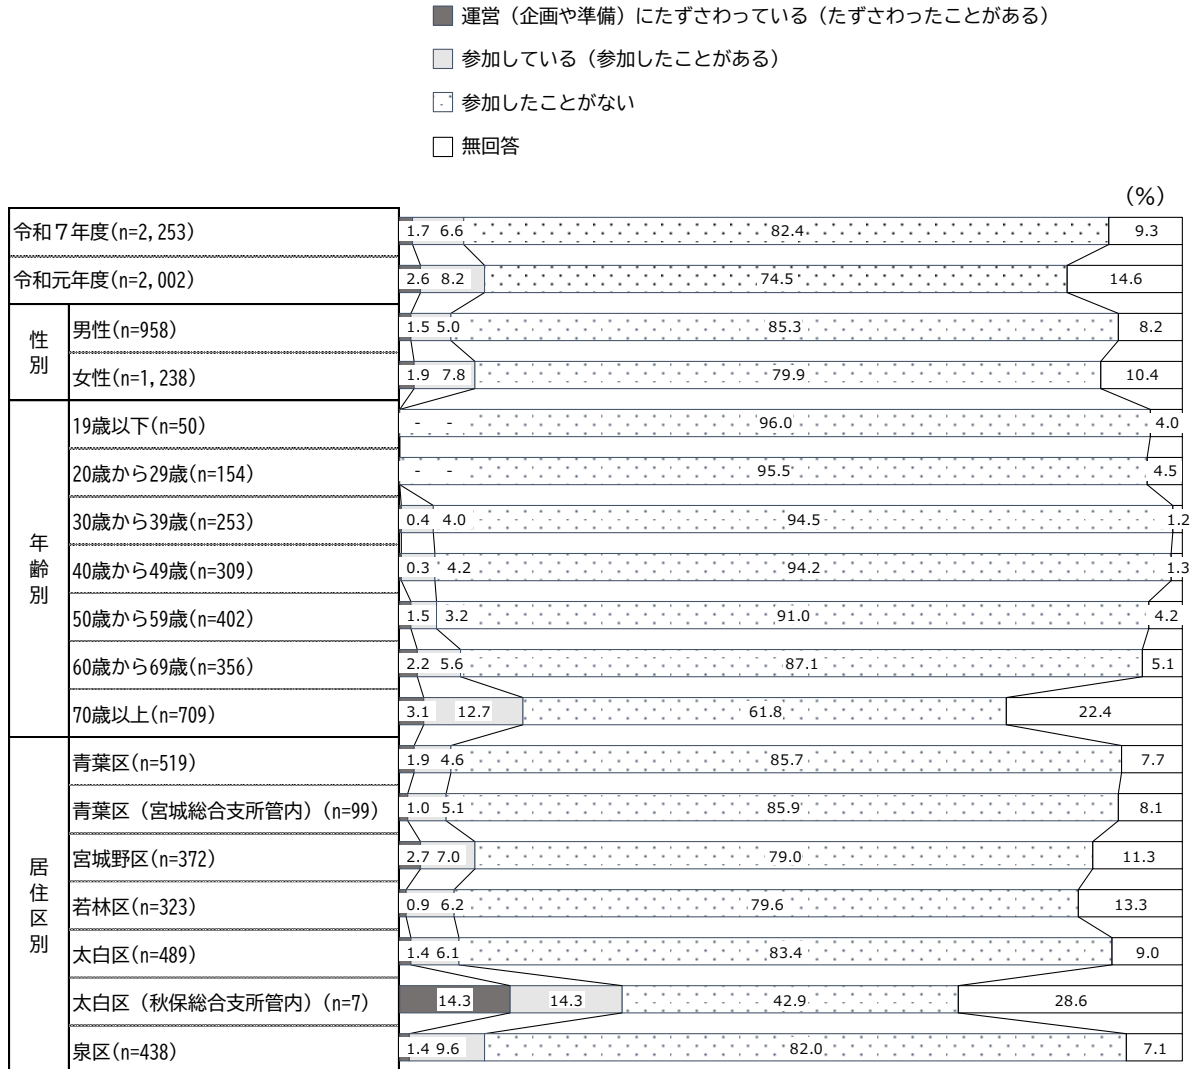 運営（企画や準備）にたずさわっている（たずさわったことがある）
参加している（参加したことがある）
参加したことがない
無回答
(%)
令和７年度(n=2,253) 1.7 6.6 82.4 9.3
令和元年度(n=2,002) 2.6 8.2 74.5 14.6
性別
男性(n=958) 1.5 5.0 85.3 8.2
女性(n=1,238) 1.9 7.8 79.9 10.4
年齢別
19歳以下(n=50) - - 96.0 4.0
20歳から29歳(n=154) - - 95.5 4.5
30歳から39歳(n=253) 0.4 4.0 94.5 1.2
40歳から49歳(n=309) 0.3 4.2 94.2 1.3
50歳から59歳(n=402) 1.5 3.2 91.0 4.2
60歳から69歳(n=356) 2.2 5.6 87.1 5.1
70歳以上(n=709) 3.1 12.7 61.8 22.4
居住区別
青葉区(n=519) 1.9 4.6 85.7 7.7
青葉区（宮城総合支所管内）(n=99) 1.0 5.1 85.9 8.1
宮城野区(n=372) 2.7 7.0 79.0 11.3
若林区(n=323) 0.9 6.2 79.6 13.3
太白区(n=489) 1.4 6.1 83.4 9.0
太白区（秋保総合支所管内）(n=7) 14.3 14.3 42.9 28.6
泉区(n=438) 1.4 9.6 82.0 7.1